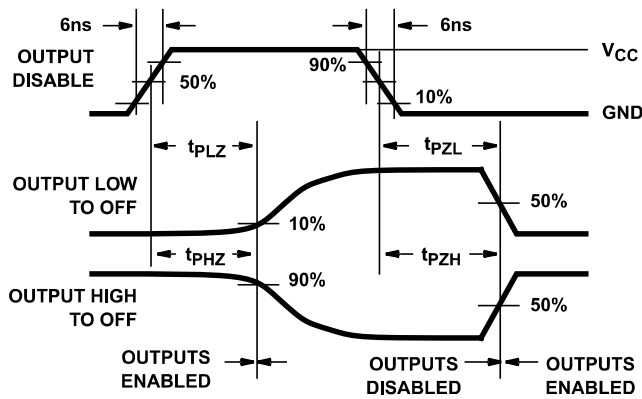 6ns
6ns
OUTPUT
DISABLE
90%
VCC
50%
10%
GND
tPLZ
tPZL
OUTPUT LOW
TO OFF
50%
10%
tPHZ
tPZH
90%
OUTPUT HIGH
TO OFF
50%
OUTPUTS
ENABLED
OUTPUTS
DISABLED
OUTPUTS
ENABLED